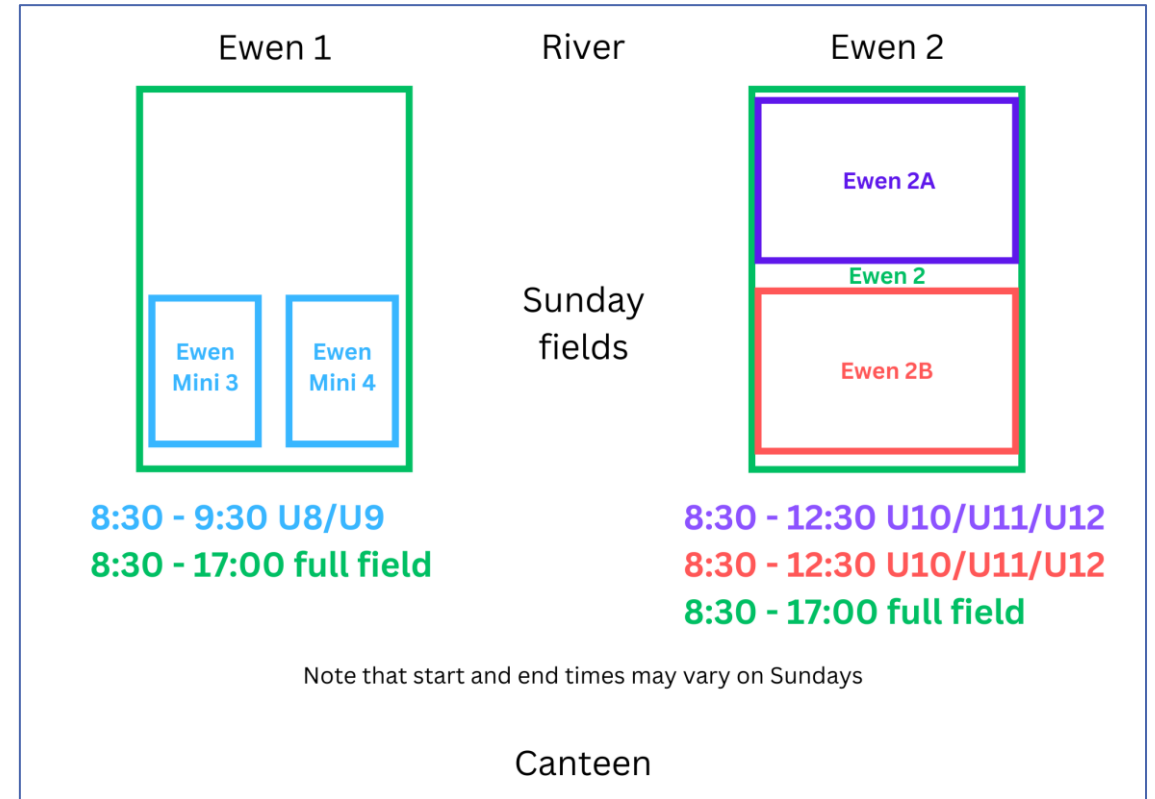 Ewen 1
River
Ewen 2
Ewen 2A
Ewen 2
Sunday
fields
Ewen
Mini 3
Ewen
Mini 4
Ewen 2B
8:30 - 9:30 U8/U9
8:30 - 17:00 full field
8:30 - 12:30 U10/U11/U12
8:30 - 12:30 U10/U11/U12
8:30 - 17:00 full field
Note that start and end times may vary on Sundays
Canteen